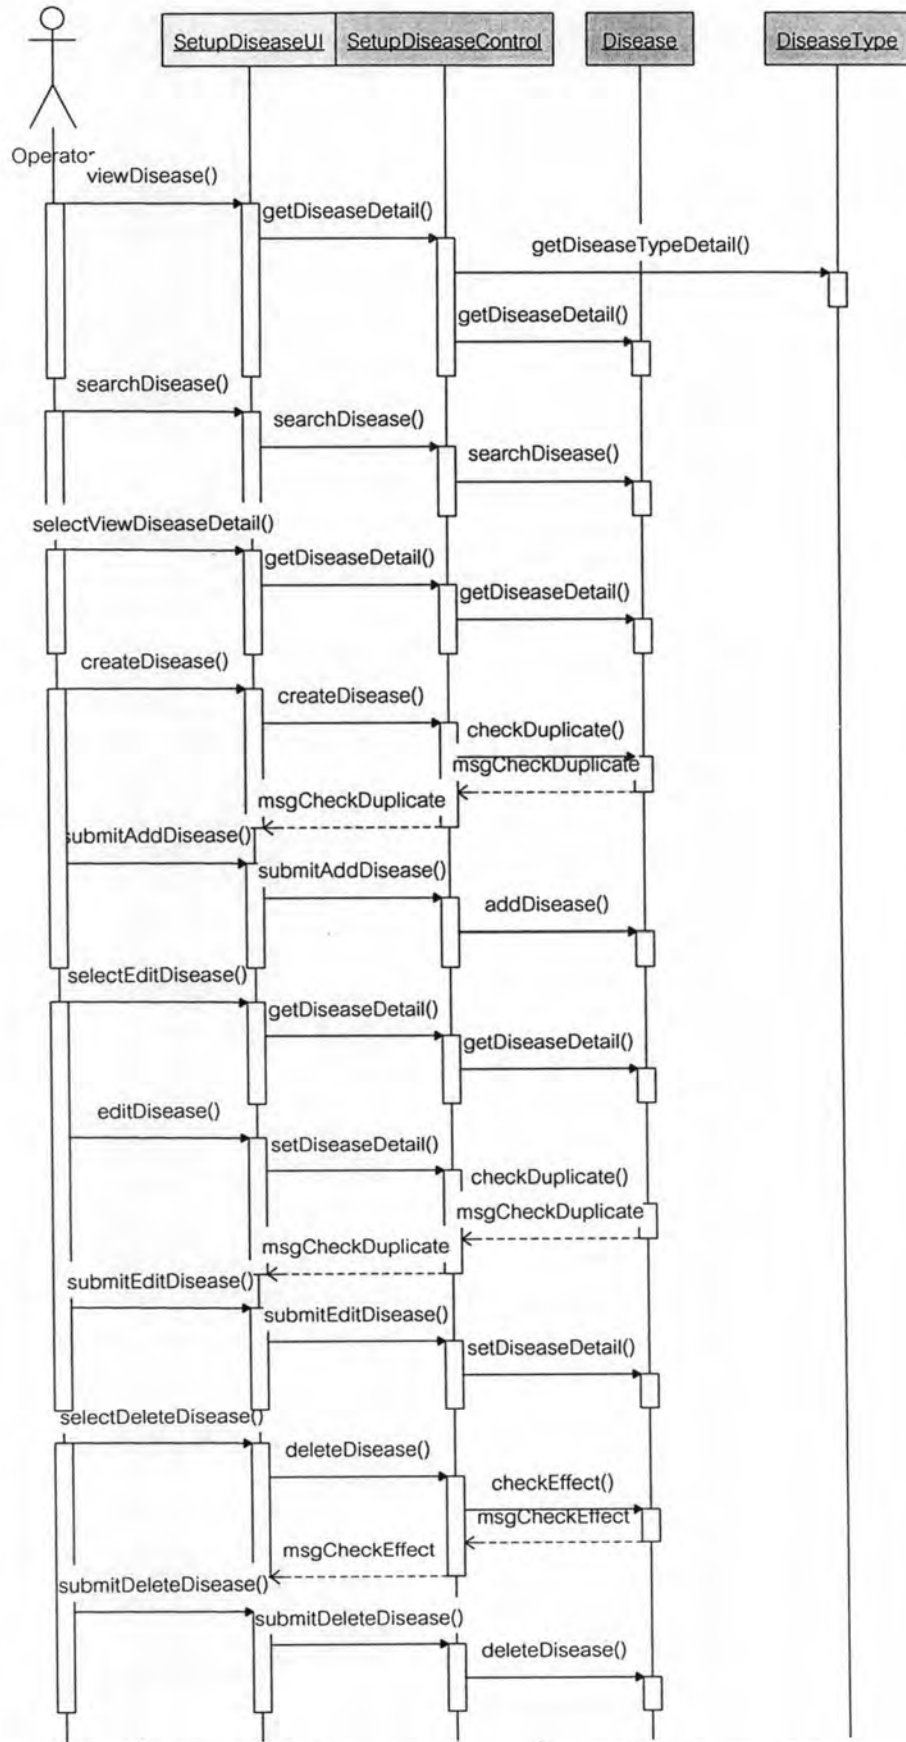 SetupDiseaseUI
SetupDiseaseControl
Disease
DiseaseType
Operator
viewDisease()
getDiseaseDetail()
getDiseaseTypeDetail()
getDiseaseDetail()
searchDisease()
searchDisease()
searchDisease()
selectViewDiseaseDetail()
getDiseaseDetail()
getDiseaseDetail()
createDisease()
createDisease()
checkDuplicate()
msgCheckDuplicate
msgCheckDuplicate
submitAddDisease()
submitAddDisease()
addDisease()
selectEditDisease()
getDiseaseDetail()
getDiseaseDetail()
editDisease()
setDiseaseDetail()
checkDuplicate()
msgCheckDuplicate
msgCheckDuplicate
submitEditDisease()
submitEditDisease()
setDiseaseDetail()
selectDeleteDisease()
deleteDisease()
checkEffect()
msgCheckEffect
msgCheckEffect
submitDeleteDisease()
submitDeleteDisease()
deleteDisease()